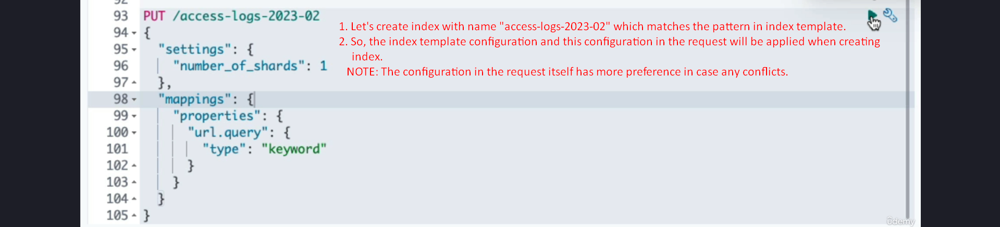 92
93 PUT /access-logs-2023-02
94 {
95 "settings": {
96 "number_of_shards": 1
97 },
98 "mappings": {
99 "properties": {
100 "url.query": {
101 "type": "keyword"
102 }
103 }
104 }
105 }
1. Let's create index with name "access-logs-2023-02" which matches the pattern in index template.
2. So, the index template configuration and this configuration in the request will be applied when creating
index.
NOTE: The configuration in the request itself has more preference in case any conflicts.
ûdemy